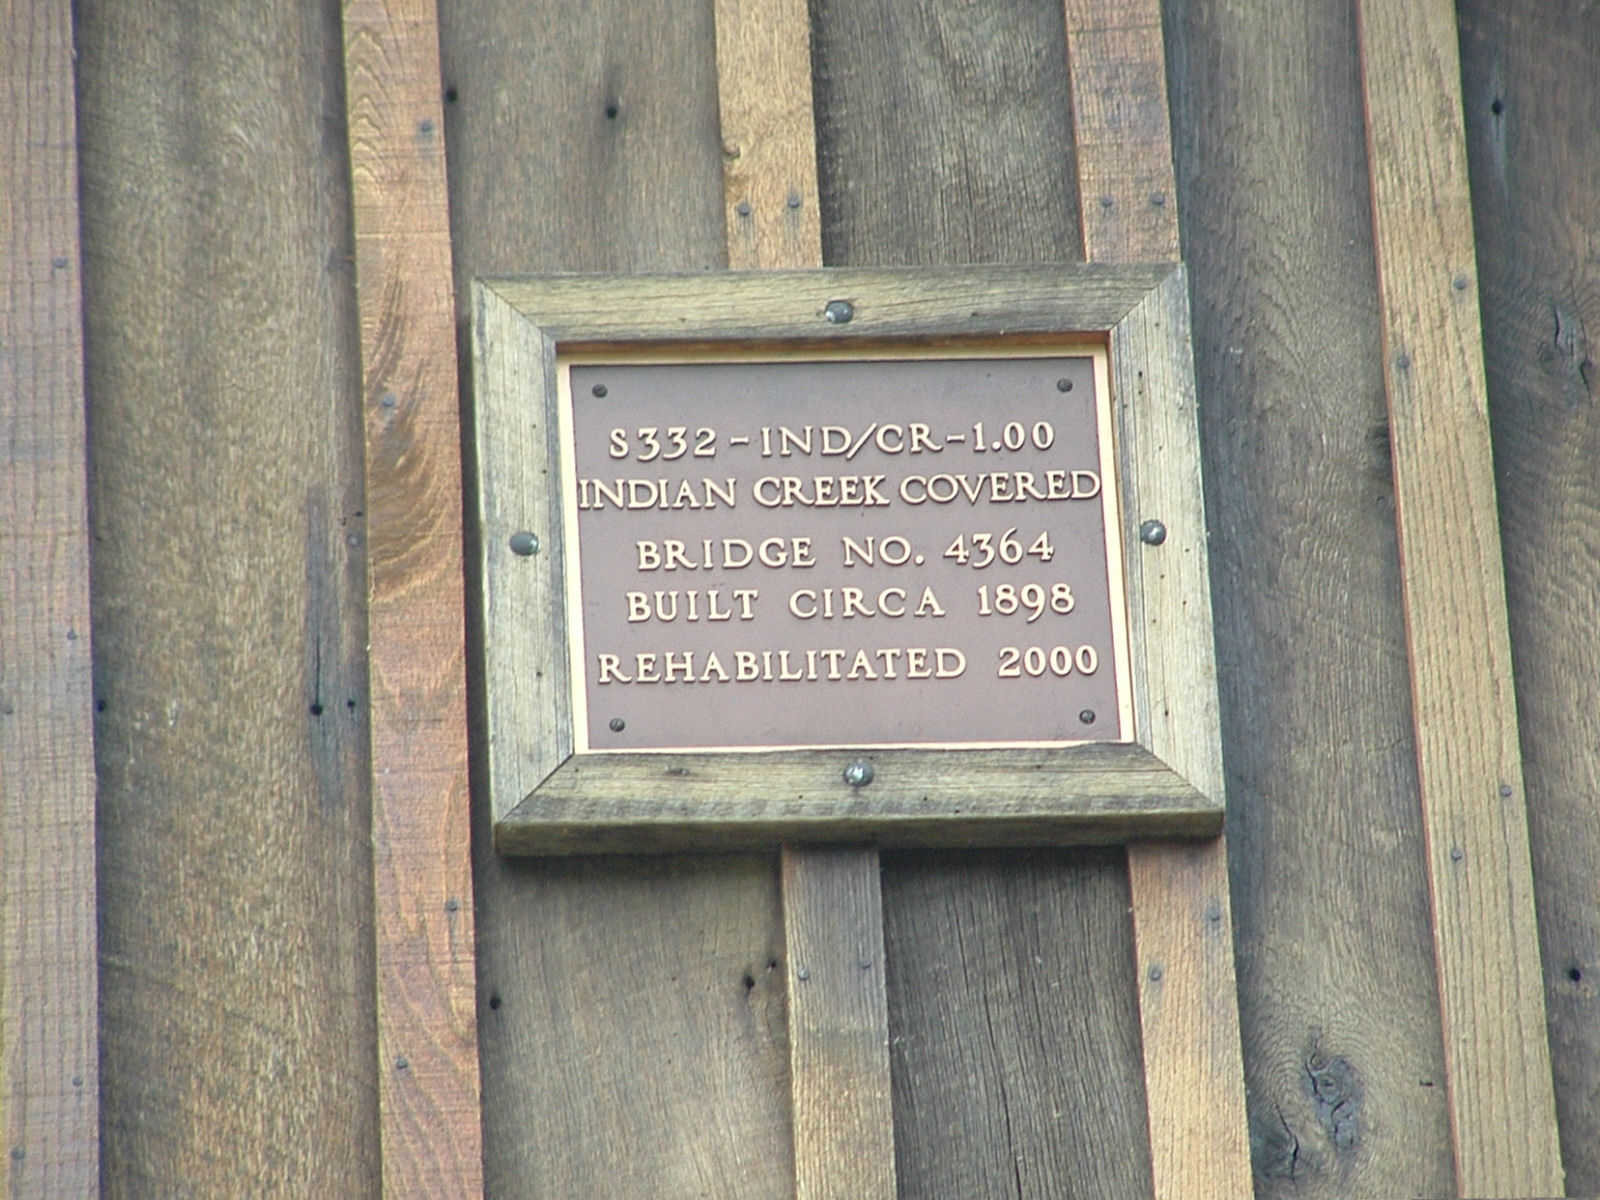 S332-IND/CR-1.00
INDIAN CREEK COVERED
BRIDGE NO. 4364
BUILT CIRCA 1898
REHABILITATED 2000